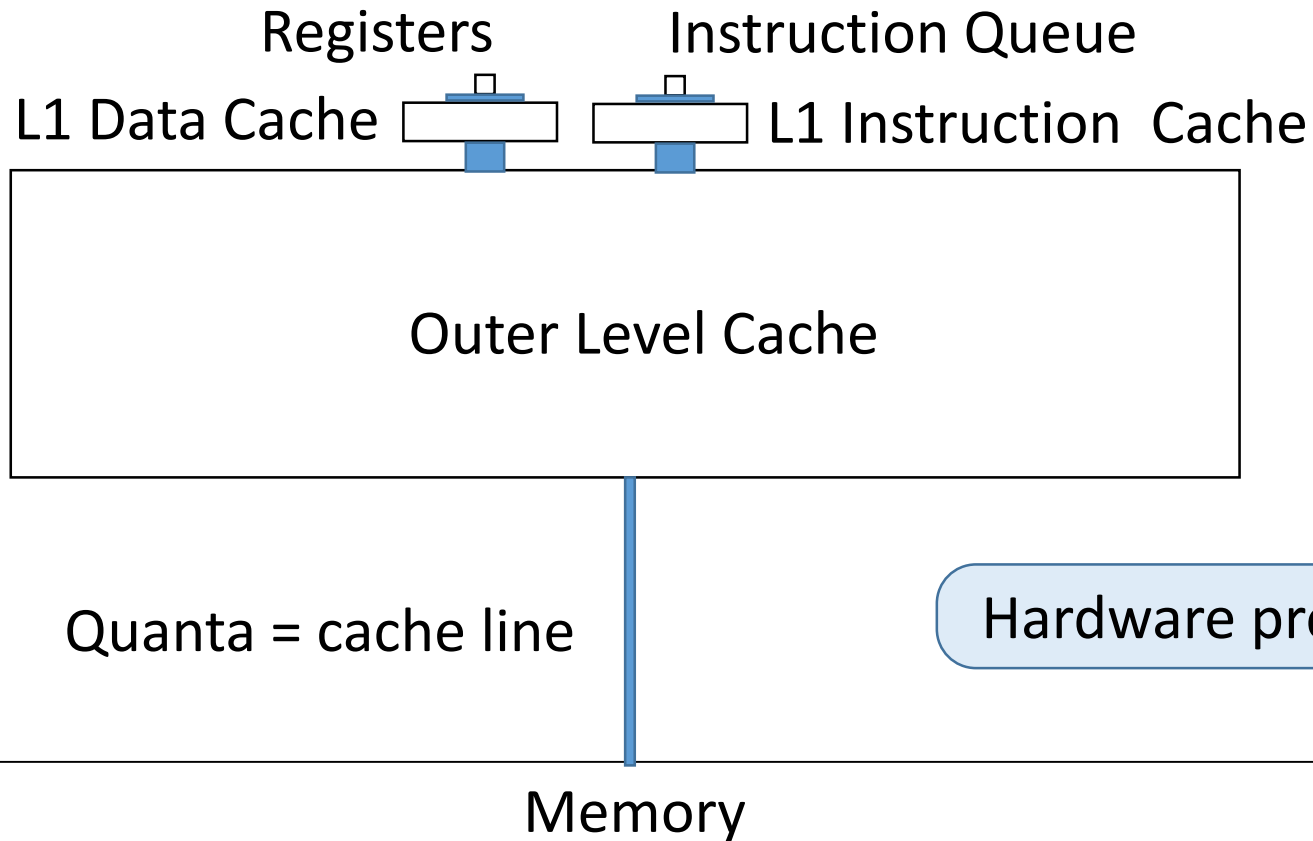 Registers
Instruction Queue
L1 Data Cache
L1 Instruction Cache
Outer Level Cache
Quanta = cache line
Hardware
Memory